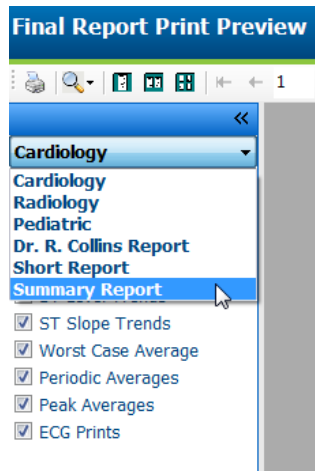 Final Report Print Preview
1
«
Cardiology
Cardiology
Radiology
Pediatric
Dr. R. Collins Report
Short Report
Summary Report
ST Slope Trends
Worst Case Average
Periodic Averages
Peak Averages
ECG Prints